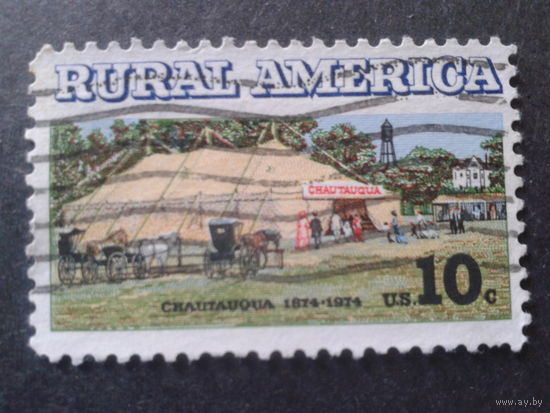 RURAL AMERICA
CHAUTAUQUA
CHAUTAUQUA 1874·1974
U.S. 10c
www.ay.by